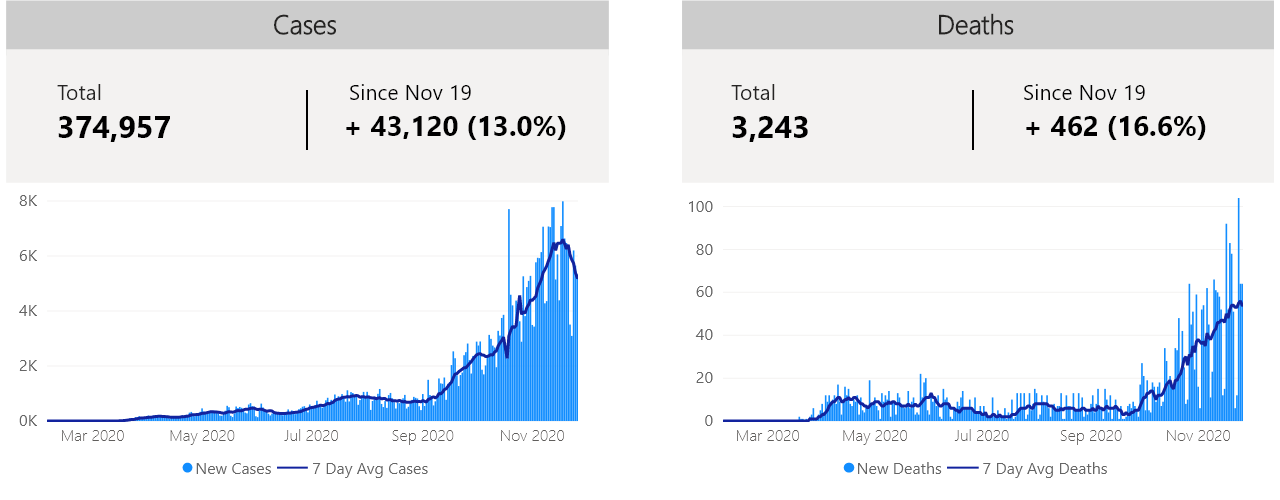 Cases
Total
Since Nov 19
374,957
+ 43,120 (13.0%)
8K
6K
4K
2K
0K
Mar 2020 May 2020 Jul 2020 Sep 2020 Nov 2020
New Cases 7 Day Avg Cases
Deaths
Total
Since Nov 19
3,243
+ 462 (16.6%)
100
80
60
40
20
0
Mar 2020 May 2020 Jul 2020 Sep 2020 Nov 2020
New Deaths 7 Day Avg Deaths